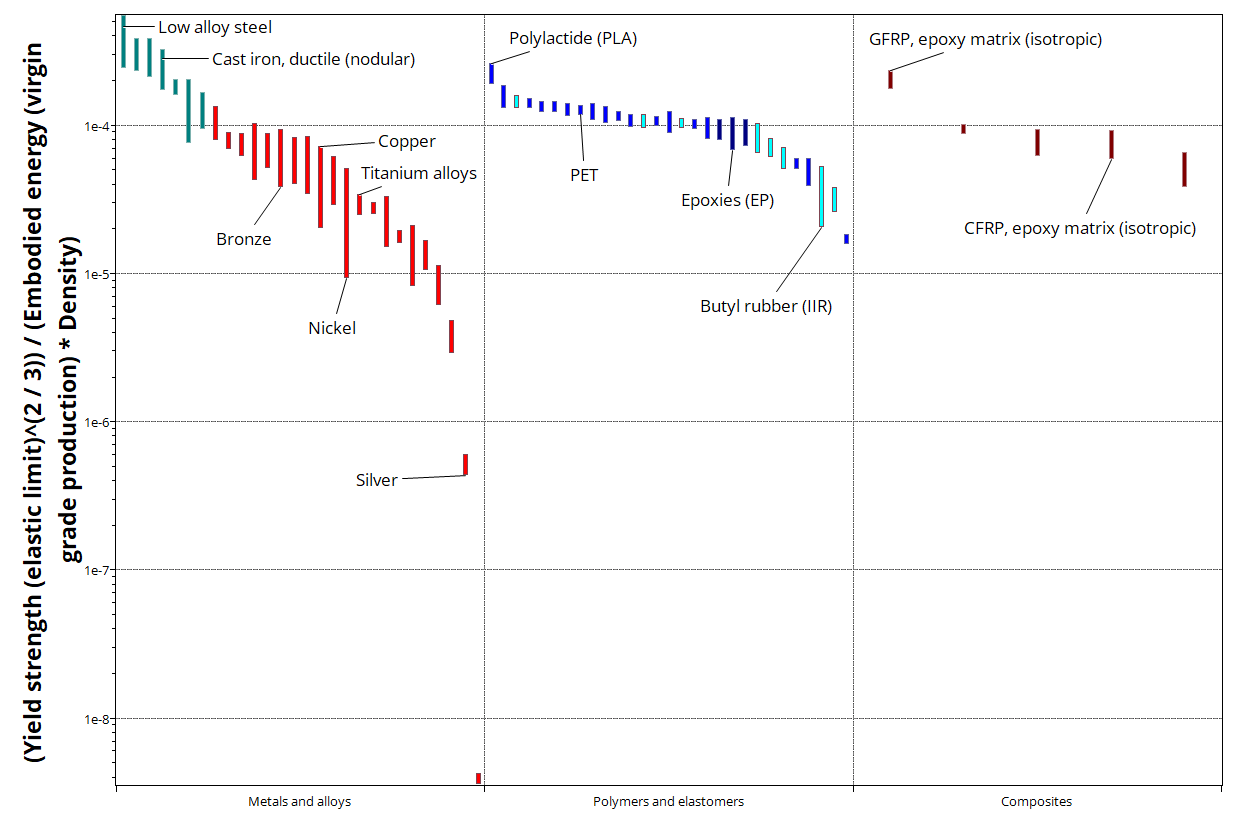 (Yield strength (elastic limit)^(2 / 3)) / (Embodied energy (virgin
grade production) * Density)
Low alloy steel
Cast iron, ductile (nodular)
Polylactide (PLA)
GFRP, epoxy matrix (isotropic)
1e-4
Copper
Titanium alloys
PET
Epoxies (EP)
Bronze
CFRP, epoxy matrix (isotropic)
1e-5
Butyl rubber (IIR)
Nickel
1e-6
Silver
1e-7
1e-8
Metals and alloys
Polymers and elastomers
Composites